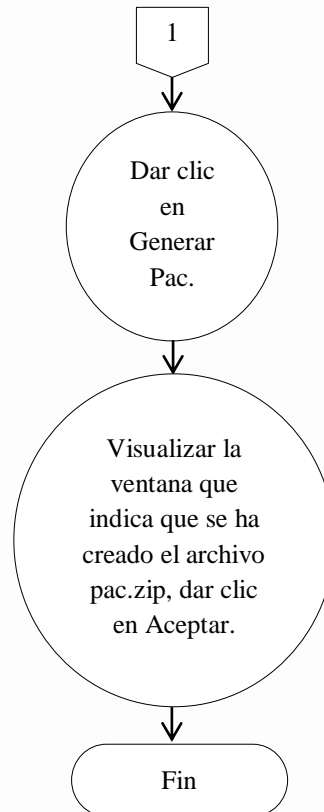 1
Dar clic
en
Generar
Pac.
Visualizar la
ventana que
indica que se ha
creado el archivo
pac.zip, dar clic
en Aceptar.
Fin